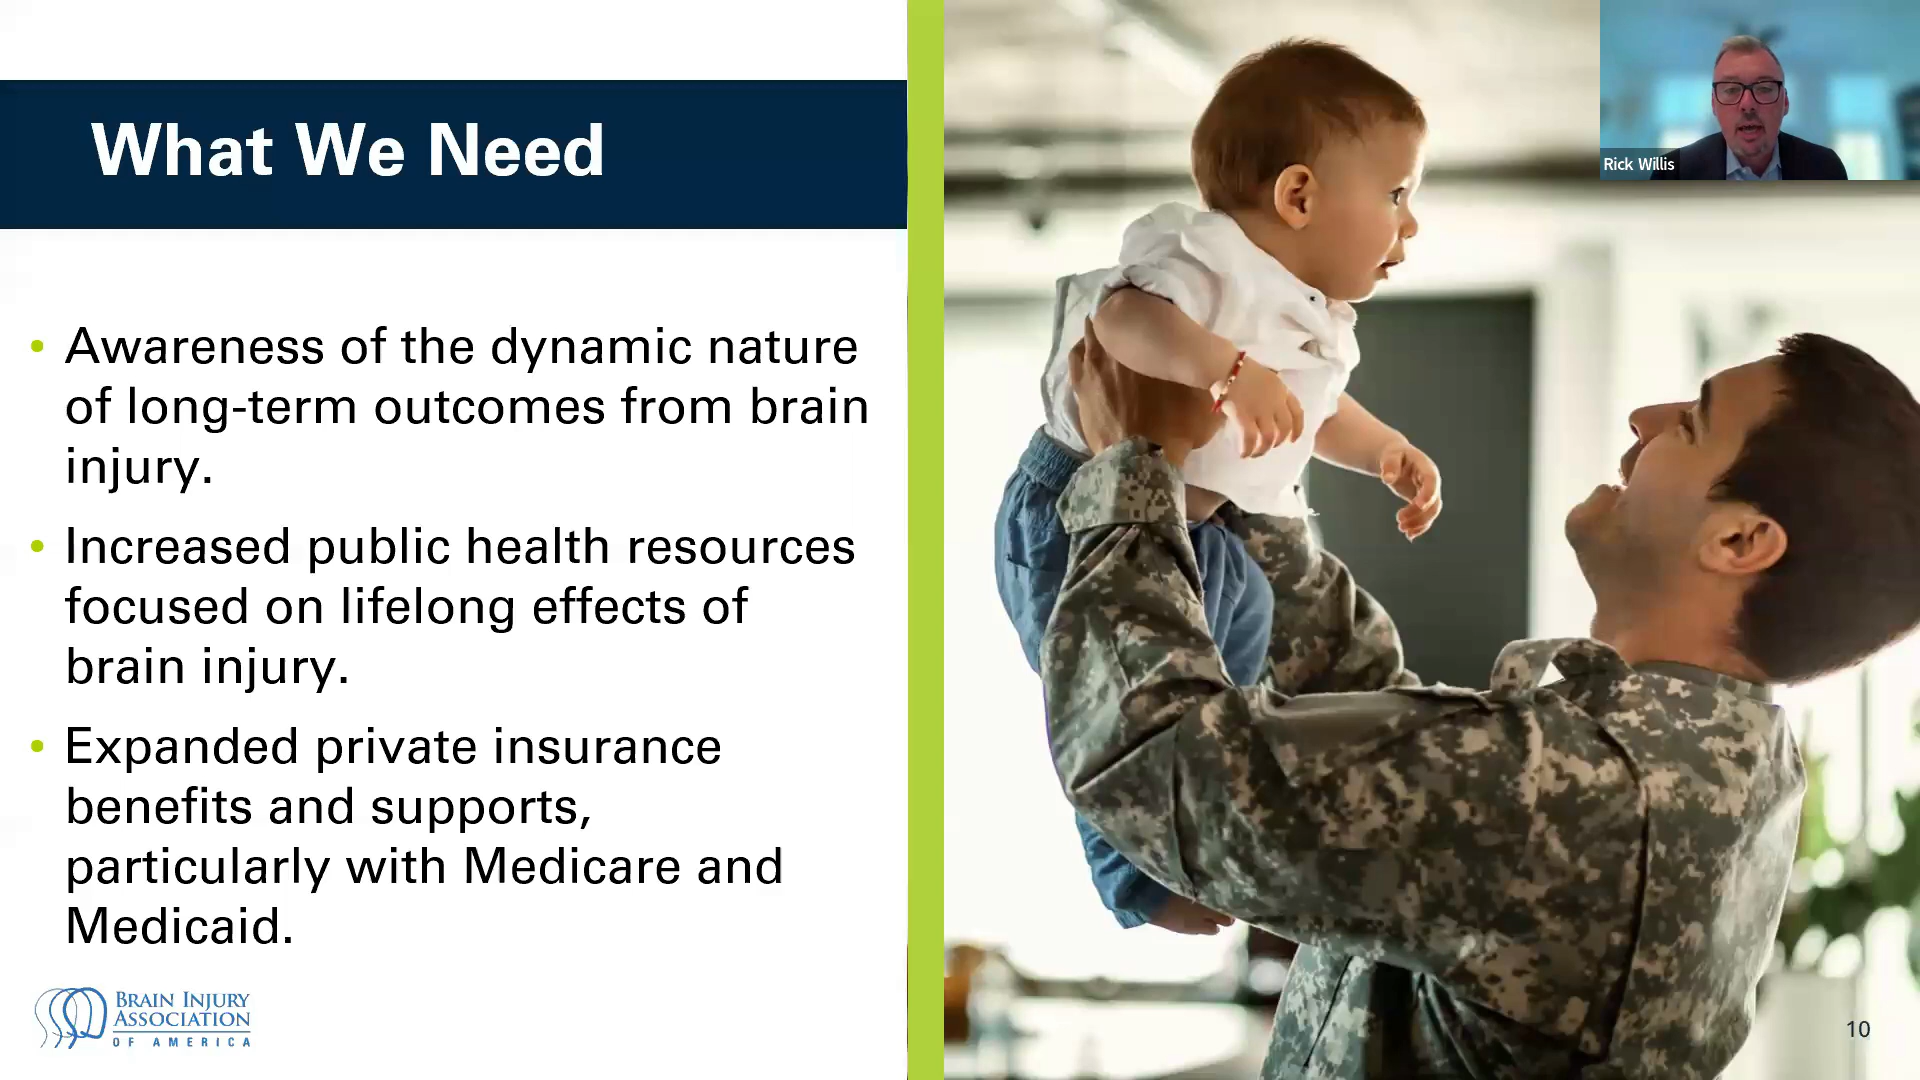 What We Need
Rick Willis
• Awareness of the dynamic nature
of long-term outcomes from brain
injury.
• Increased public health resources
focused on lifelong effects of
brain injury.
• Expanded private insurance
benefits and supports,
particularly with Medicare and
Medicaid.
BRAIN INJURY
ASSOCIATION
OF AMERICA
10